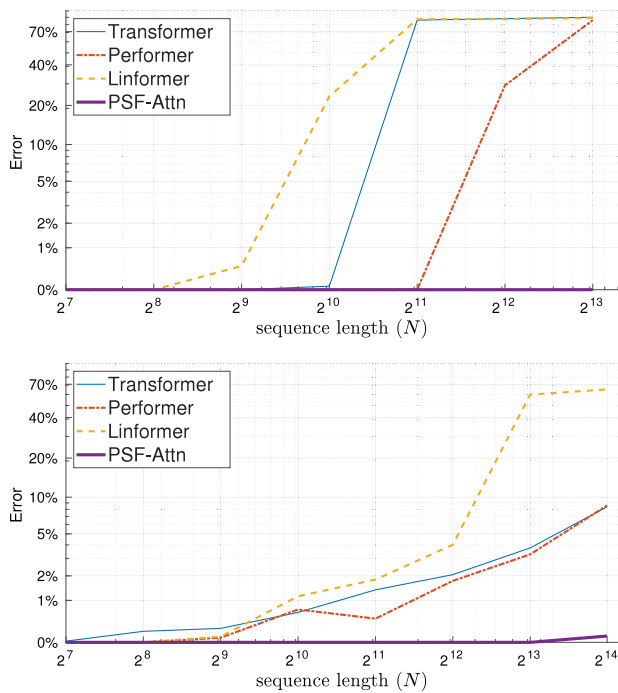 70%
40%
20%
10%
5%
2%
1%
0%
Error
Transformer
Performer
Linformer
PSF-Attn
2^7 2^8 2^9 2^10 2^11 2^12 2^13
sequence length (N)
70%
40%
20%
10%
5%
2%
1%
0%
Error
Transformer
Performer
Linformer
PSF-Attn
2^7 2^8 2^9 2^10 2^11 2^12 2^13 2^14
sequence length (N)